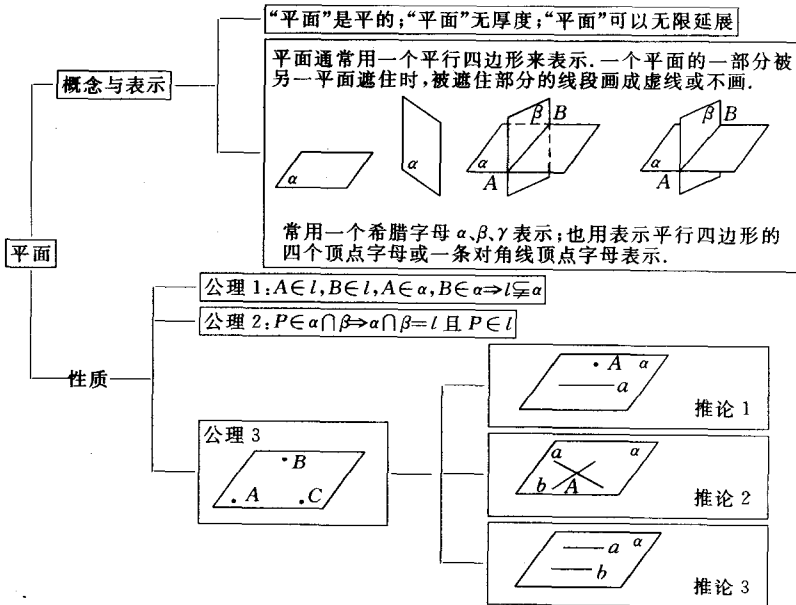 “平面”是平的;“平面”无厚度;“平面”可以无限延展
平面通常用一个平行四边形来表示.一个平面的一部分被
另一平面遮住时,被遮住部分的线段画成虚线或不画.
概念与表示
α
α
β B
α
A
β B
α
A
常用一个希腊字母 α、β、γ 表示;也用表示平行四边形的
四个顶点字母或一条对角线顶点字母表示.
平面
公理 1:A∈l,B∈l,A∈α,B∈α⇒l⫋α
公理 2:P∈α∩β⇒α∩β=l 且 P∈l
性质
公理 3
B
A C
A α
a
推论 1
a α
b A
推论 2
a α
b
推论 3